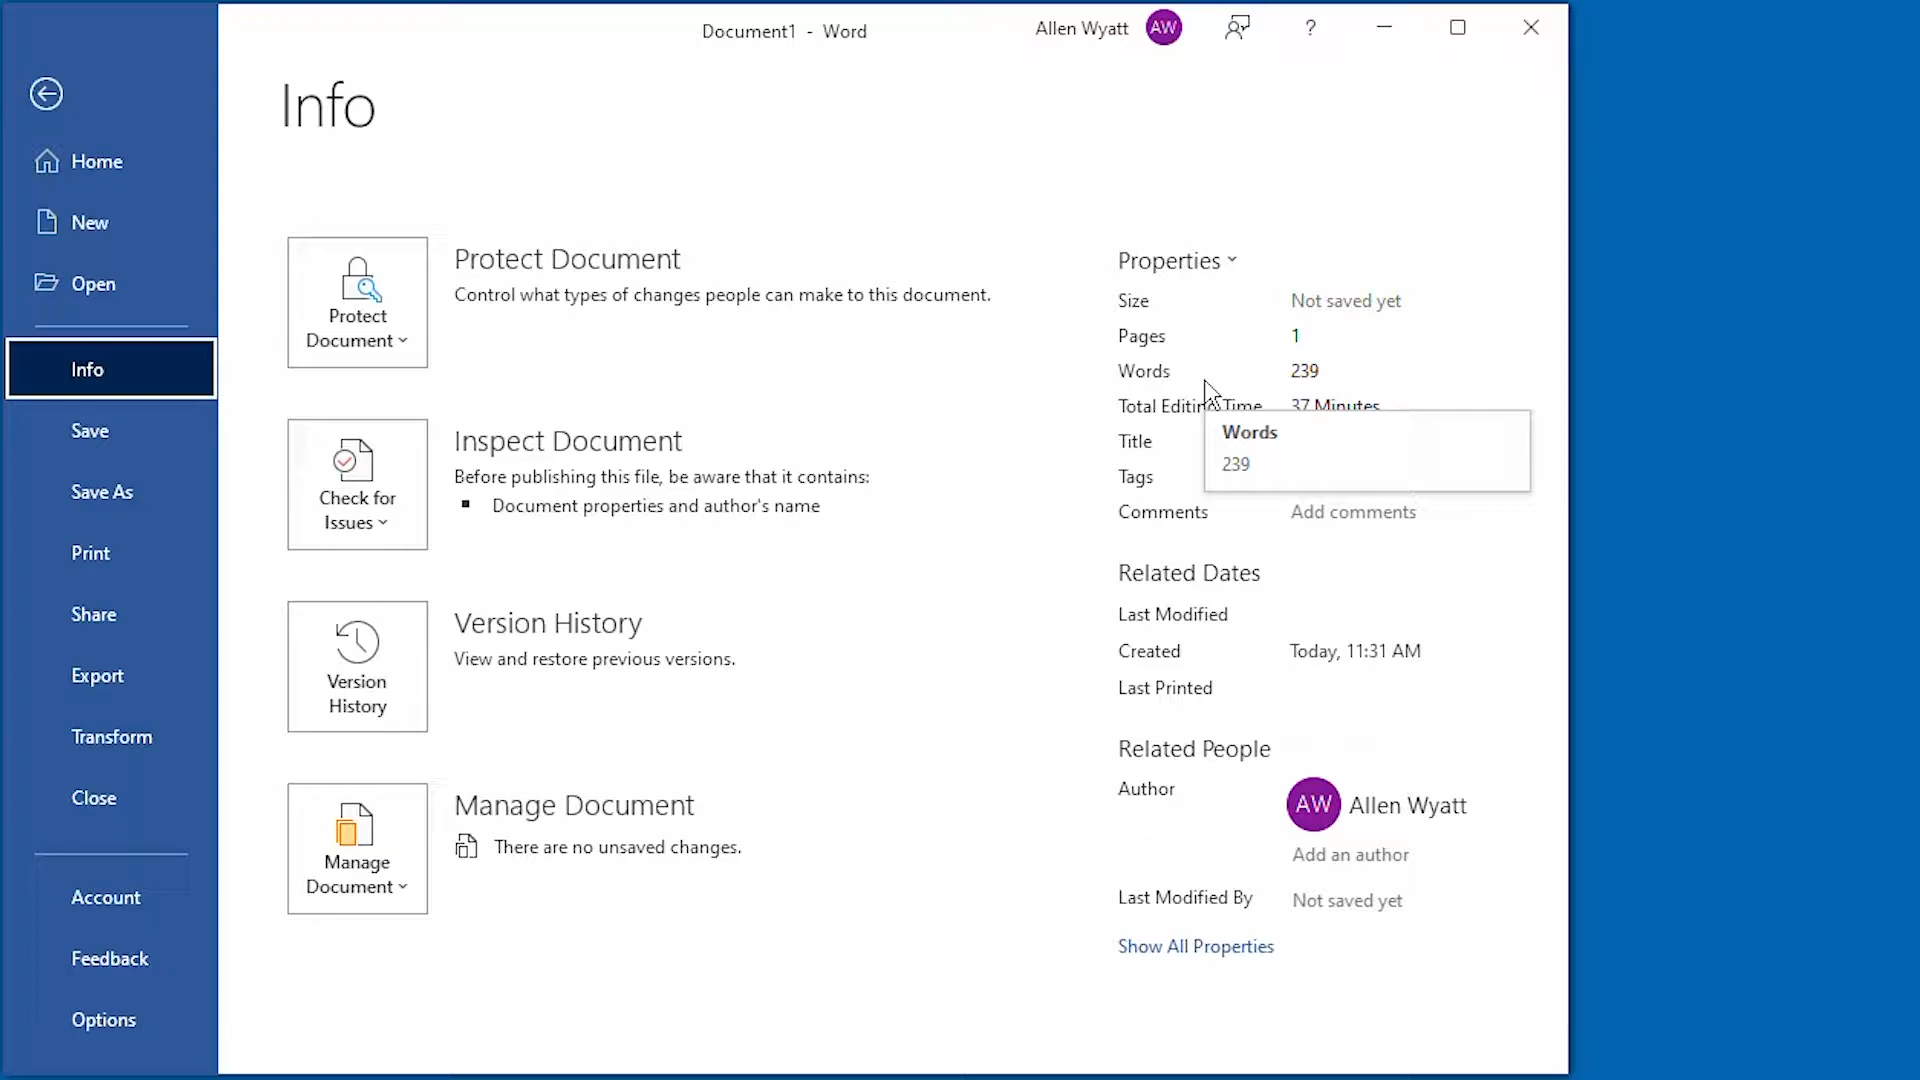 Document1 - Word
Allen Wyatt AW ?
Info
Home
New
Open
Info
Save
Save As
Print
Share
Export
Transform
Close
Account
Feedback
Options
Protect Document
Protect Document
Control what types of changes people can make to this document.
Check for Issues
Inspect Document
Before publishing this file, be aware that it contains:
Document properties and author's name
Version History
Version History
View and restore previous versions.
Manage Document
Manage Document
There are no unsaved changes.
Properties
Size Not saved yet
Pages 1
Words 239
Total Editing Time 37 Minutes
Title
Tags
Comments Add comments
Words
239
Related Dates
Last Modified
Created Today, 11:31 AM
Last Printed
Related People
Author AW Allen Wyatt
Add an author
Last Modified By Not saved yet
Show All Properties